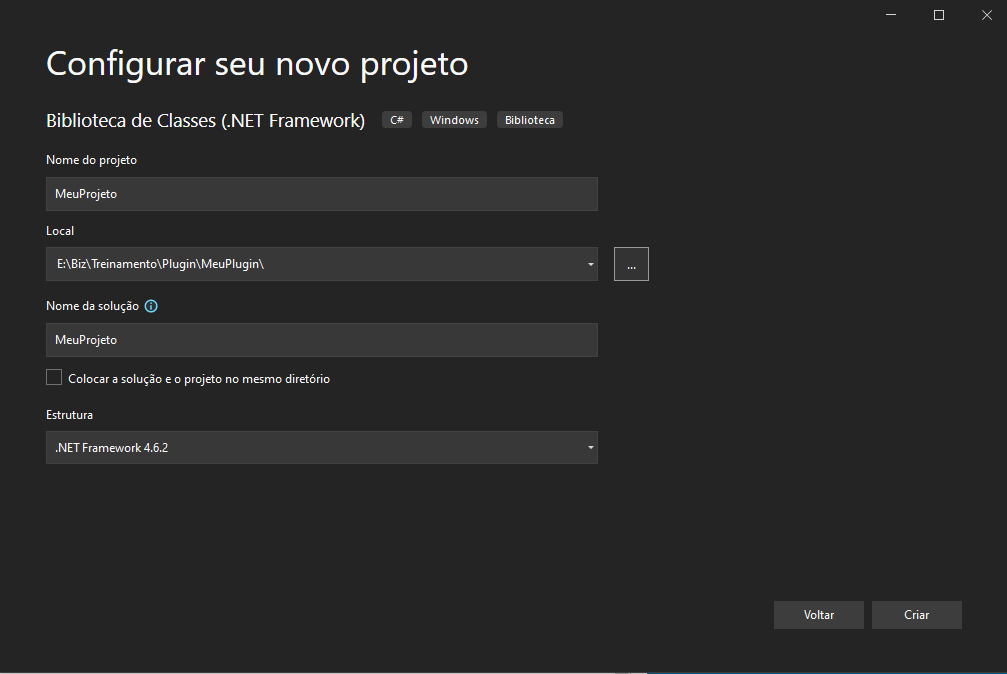 Configurar seu novo projeto
Biblioteca de Classes (.NET Framework) C# Windows Biblioteca
Nome do projeto
MeuProjeto
Local
E:\Biz\Treinamento\Plugin\MeuPlugin\ ...
Nome da solução
MeuProjeto
Colocar a solução e o projeto no mesmo diretório
Estrutura
.NET Framework 4.6.2
Voltar Criar